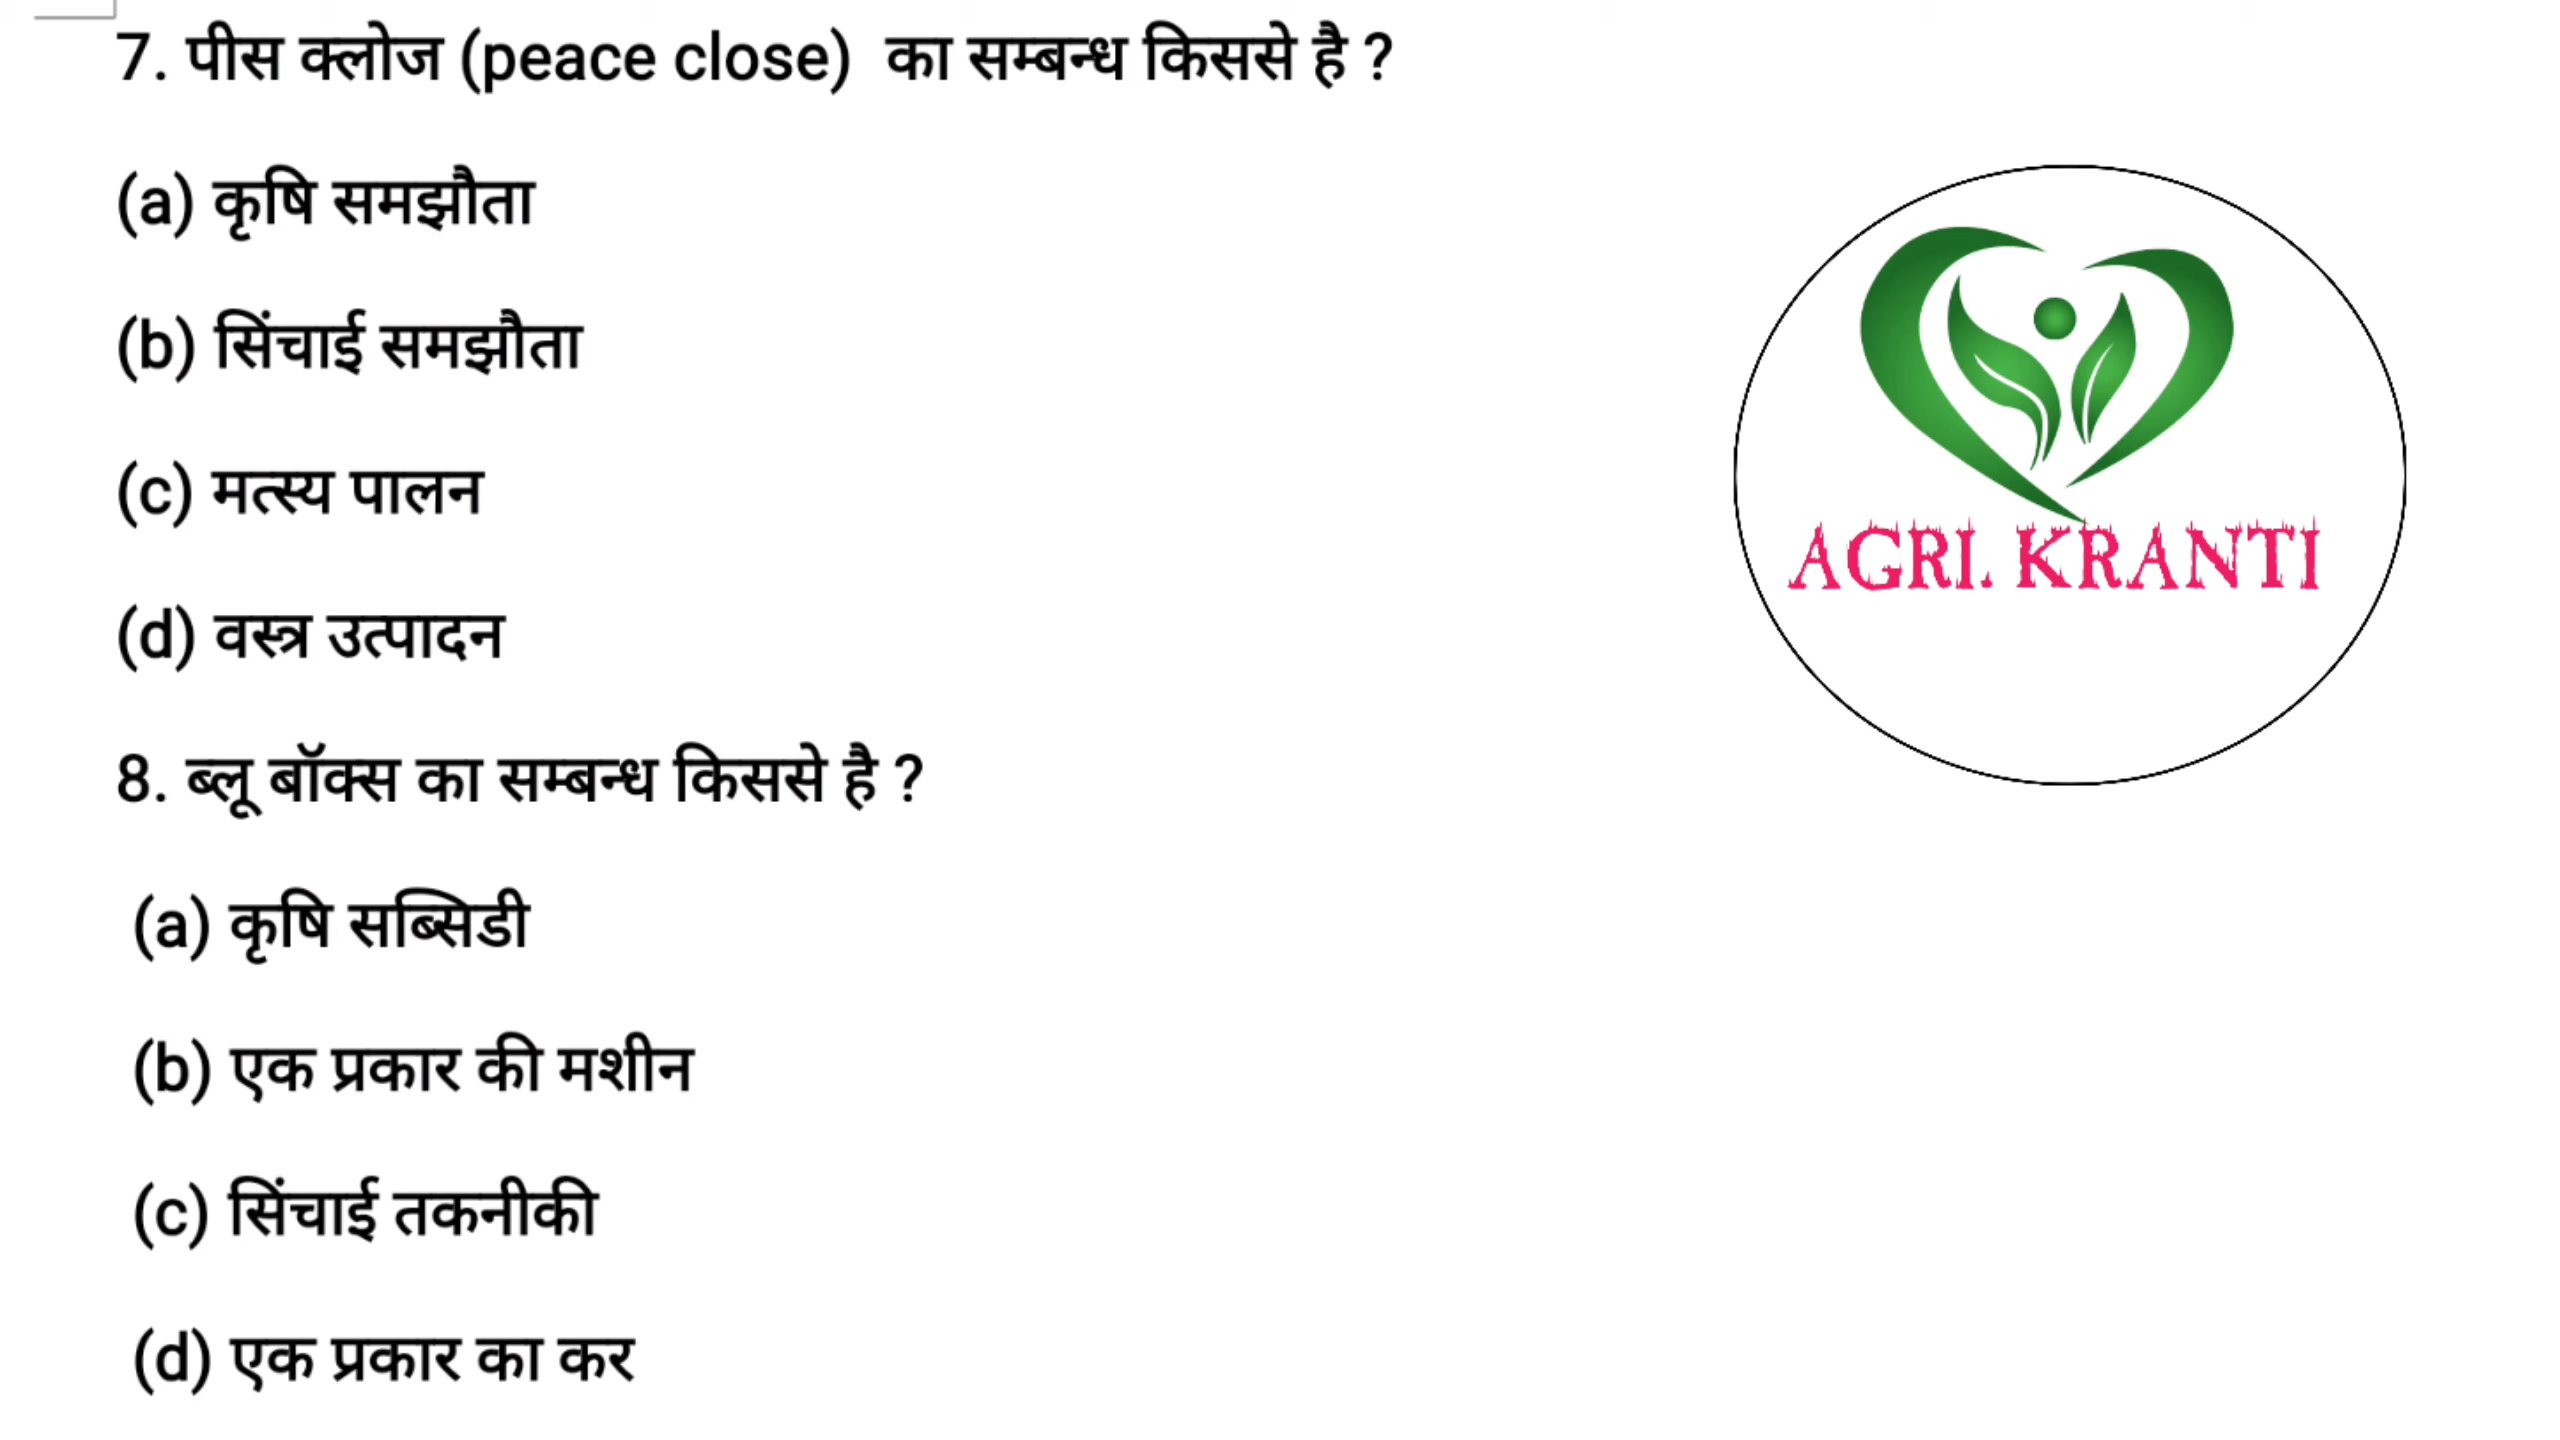 7. पीस क्लोज (peace close) का सम्बन्ध किससे है ?
(a) कृषि समझौता
(b) सिंचाई समझौता
(c) मत्स्य पालन
(d) वस्त्र उत्पादन
8. ब्लू बॉक्स का सम्बन्ध किससे है ?
(a) कृषि सब्सिडी
(b) एक प्रकार की मशीन
(c) सिंचाई तकनीकी
(d) एक प्रकार का कर
AGRI. KRANTI